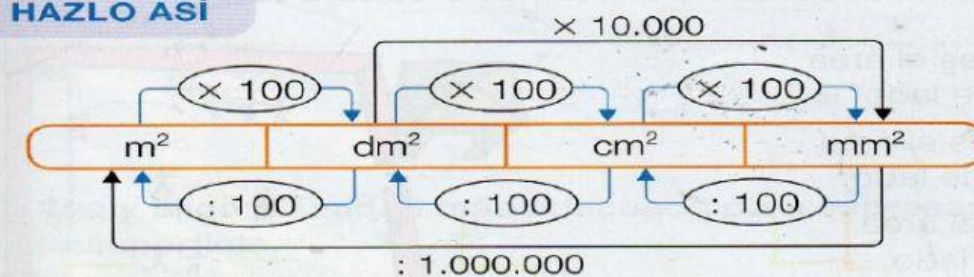 HAZLO ASÍ
× 10.000
× 100 × 100 × 100
m² dm² cm² mm²
: 100 : 100 : 100
: 1.000.000